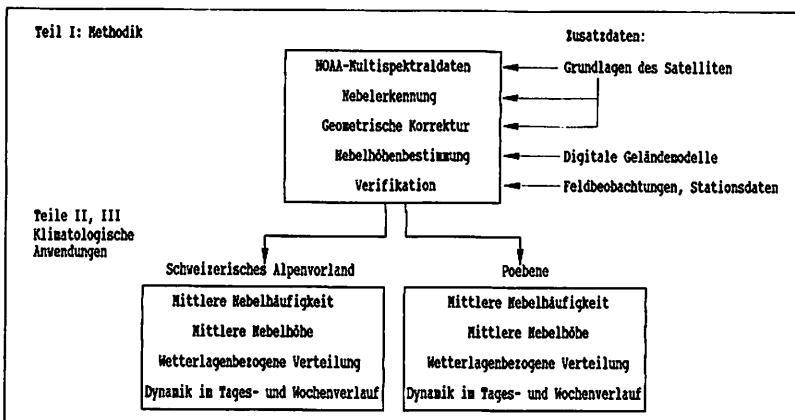 Teil I: Methodik
Zusatzdaten:
NOAA-Multispektraldaten
Grundlagen des Satelliten
Nebelerkennung
Geometrische Korrektur
Nebelhöhenbestimmung
Digitale Geländemodelle
Verifikation
Feldbeobachtungen, Stationsdaten
Teile II, III
Klimatologische
Anwendungen
Schweizerisches Alpenvorland
Poebene
Mittlere Nebelhäufigkeit
Mittlere Nebelhöhe
Wetterlagenbezogene Verteilung
Dynamik im Tages- und Wochenverlauf
Mittlere Nebelhäufigkeit
Mittlere Nebelhöhe
Wetterlagenbezogene Verteilung
Dynamik im Tages- und Wochenverlauf